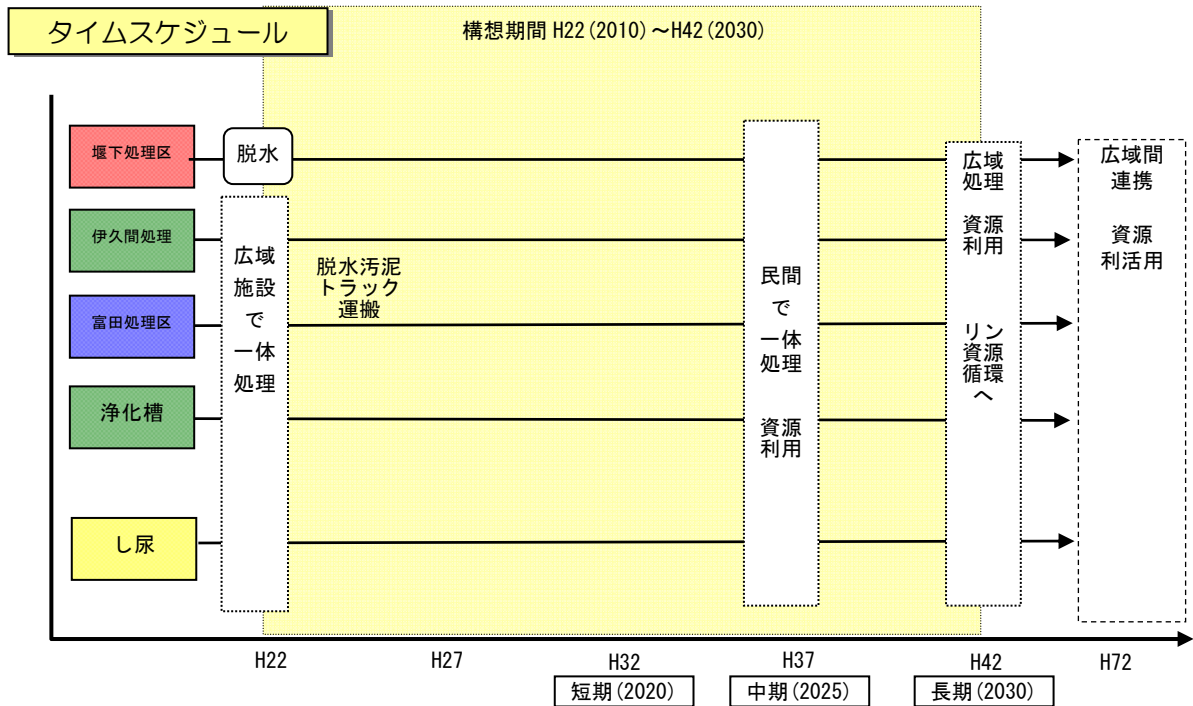 タイムスケジュール
構想期間 H22(2010)～H42(2030)
堰下処理区
脱水
伊久間処理
富田処理区
浄化槽
し尿
広域
施設
で
一体
処理
脱水汚泥
トラック
運搬
民間
で
一体
処理
資源
利用
広域
処理
資源
利用
リン
資源
循環
へ
広域間
連携
資源
利活用
H22
H27
H32
H37
H42
H72
短期(2020)
中期(2025)
長期(2030)